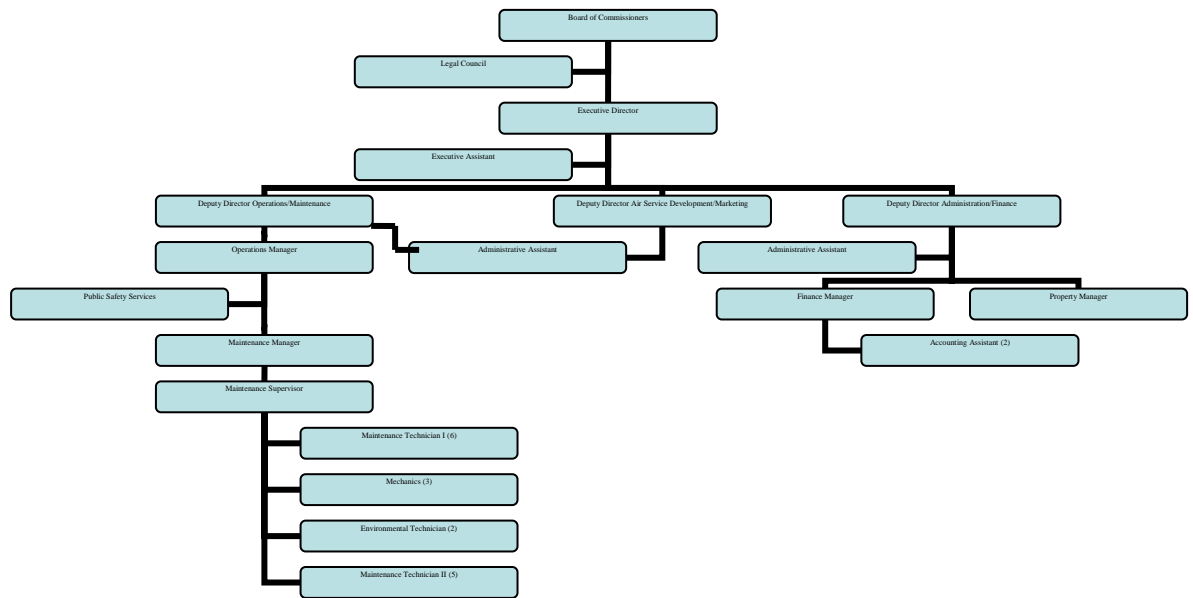 Board of Commissioners
Legal Council
Executive Director
Executive Assistant
Deputy Director Operations/Maintenance
Deputy Director Air Service Development/Marketing
Deputy Director Administration/Finance
Operations Manager
Administrative Assistant
Administrative Assistant
Public Safety Services
Finance Manager
Property Manager
Maintenance Manager
Accounting Assistant (2)
Maintenance Supervisor
Maintenance Technician I (6)
Mechanics (3)
Environmental Technician (2)
Maintenance Technician II (5)